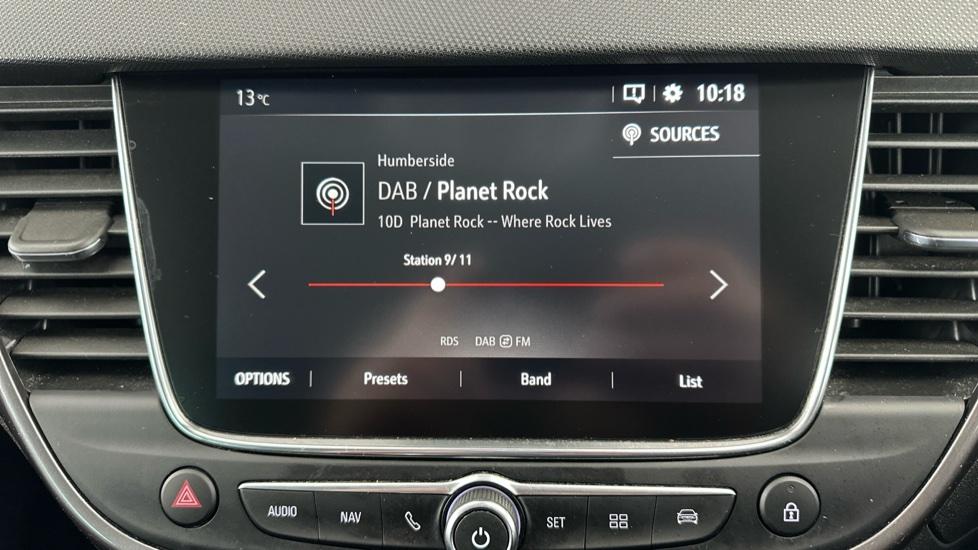 13°C 10:18
SOURCES
Humberside
DAB / Planet Rock
10D Planet Rock -- Where Rock Lives
Station 9/11
RDS DAB FM
OPTIONS Presets Band List
AUDIO NAV SET